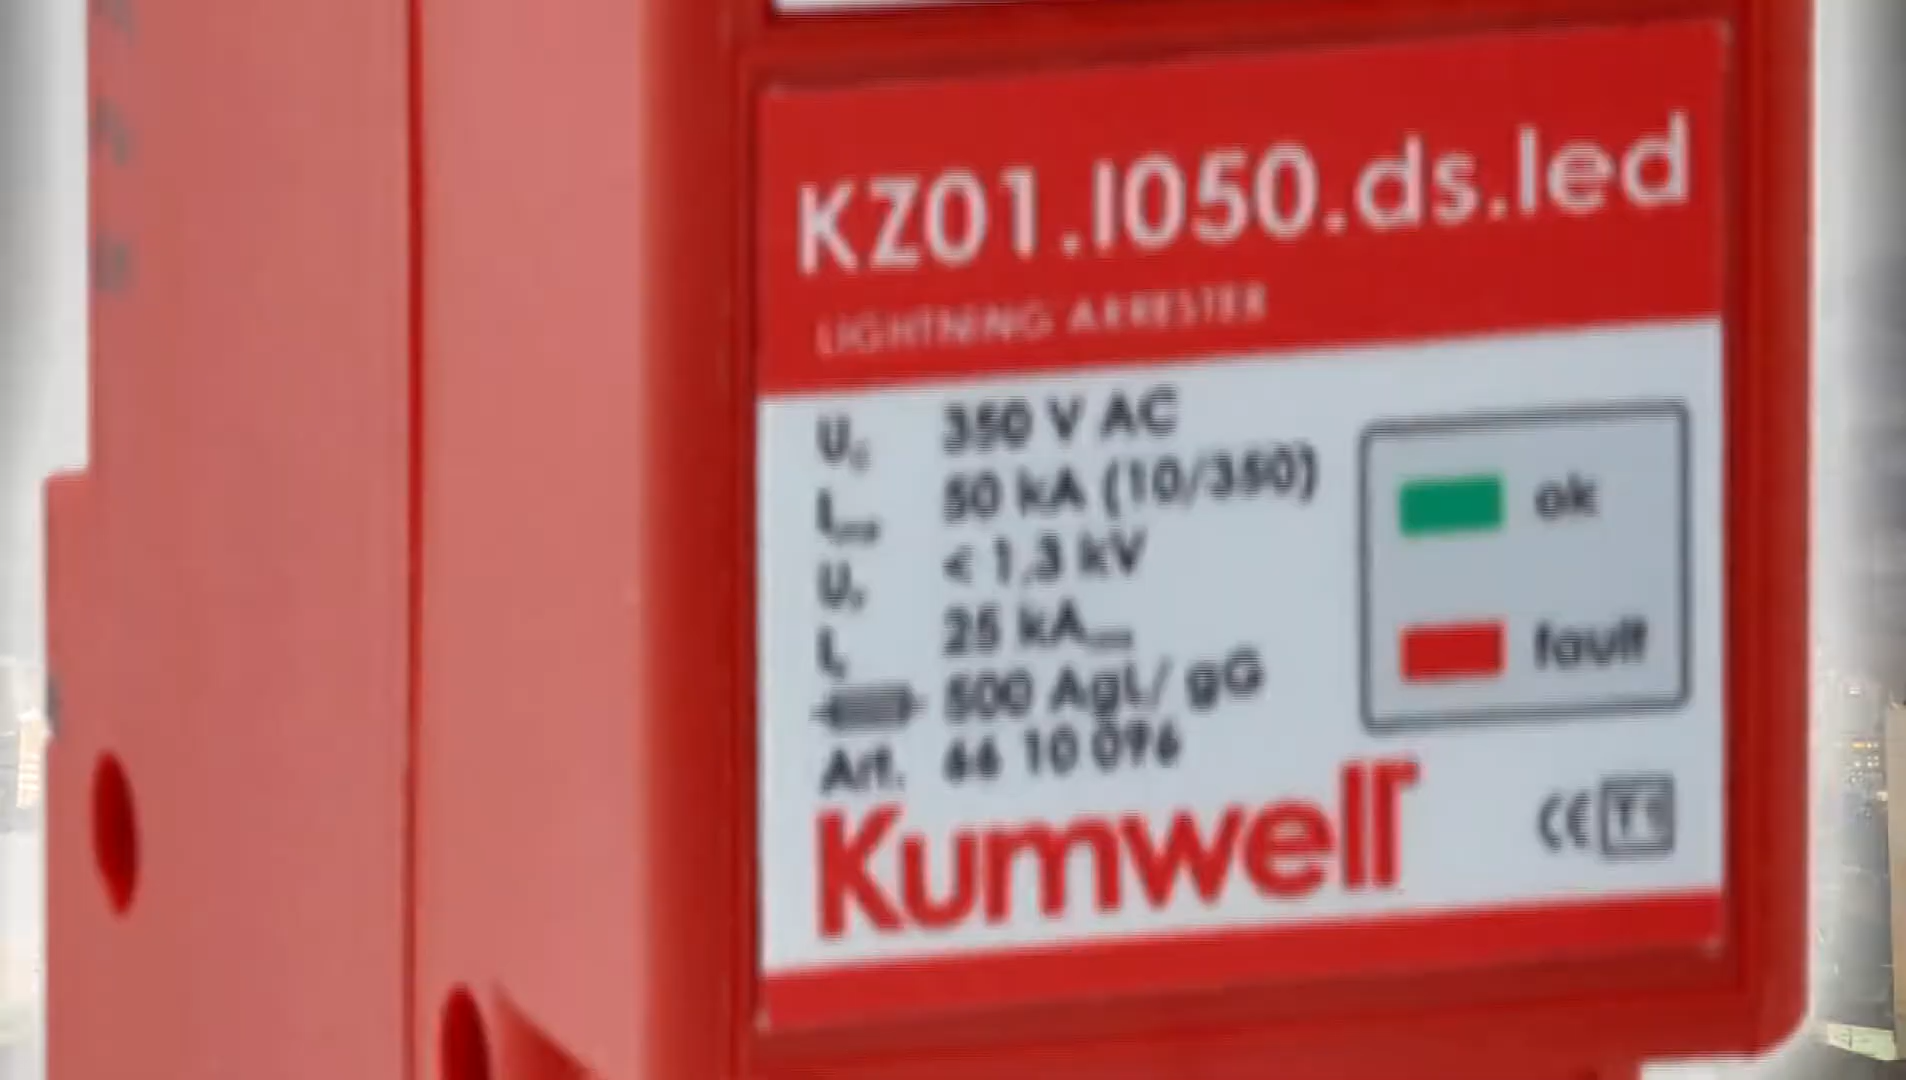 KZ01.I050.ds.led
LIGHTNING ARRESTER
Uc 350 V AC
50 kA (10/350)
< 1,3 kV
25 kA
500 AgL/ gG
Art. 66 10 096
ok
fault
Kumwell
CE